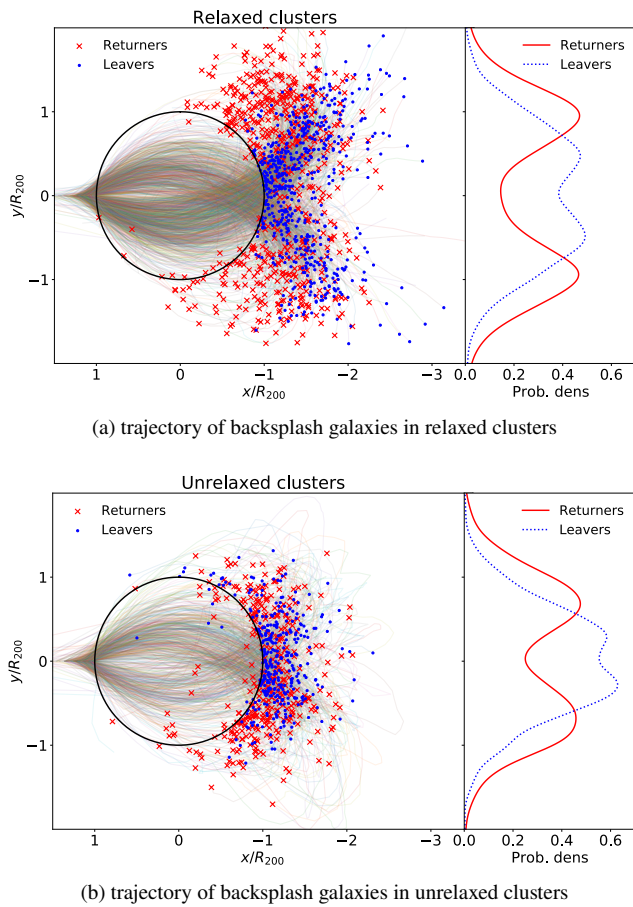 Relaxed clusters
Returners
Leavers
Returners
Leavers
1
0
−1
y/R200
1
0
−1
−2
−3
0.0
0.2
0.4
0.6
x/R200
Prob. dens
(a) trajectory of backsplash galaxies in relaxed clusters
Unrelaxed clusters
Returners
Leavers
Returners
Leavers
1
0
−1
y/R200
1
0
−1
−2
−3
0.0
0.2
0.4
0.6
x/R200
Prob. dens
(b) trajectory of backsplash galaxies in unrelaxed clusters